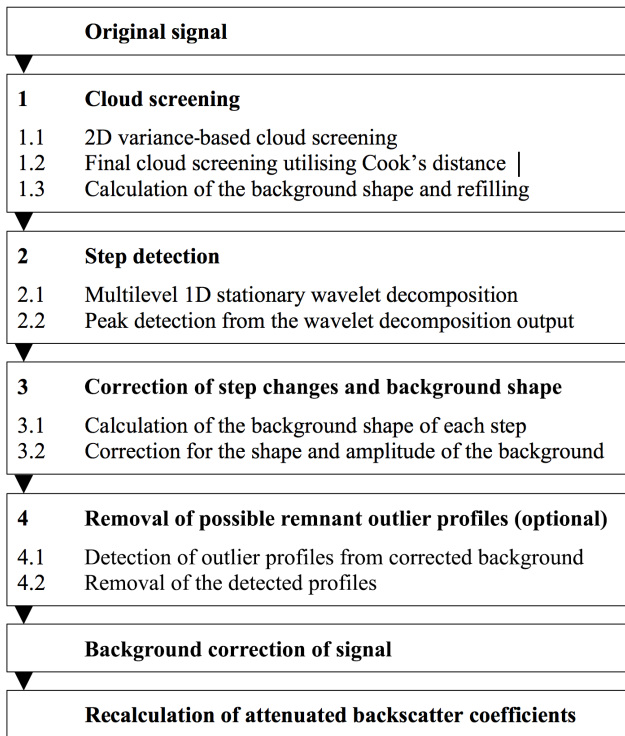 Original signal
1 Cloud screening
1.1 2D variance-based cloud screening
1.2 Final cloud screening utilising Cook's distance
1.3 Calculation of the background shape and refilling
2 Step detection
2.1 Multilevel 1D stationary wavelet decomposition
2.2 Peak detection from the wavelet decomposition output
3 Correction of step changes and background shape
3.1 Calculation of the background shape of each step
3.2 Correction for the shape and amplitude of the background
4 Removal of possible remnant outlier profiles (optional)
4.1 Detection of outlier profiles from corrected background
4.2 Removal of the detected profiles
Background correction of signal
Recalculation of attenuated backscatter coefficients